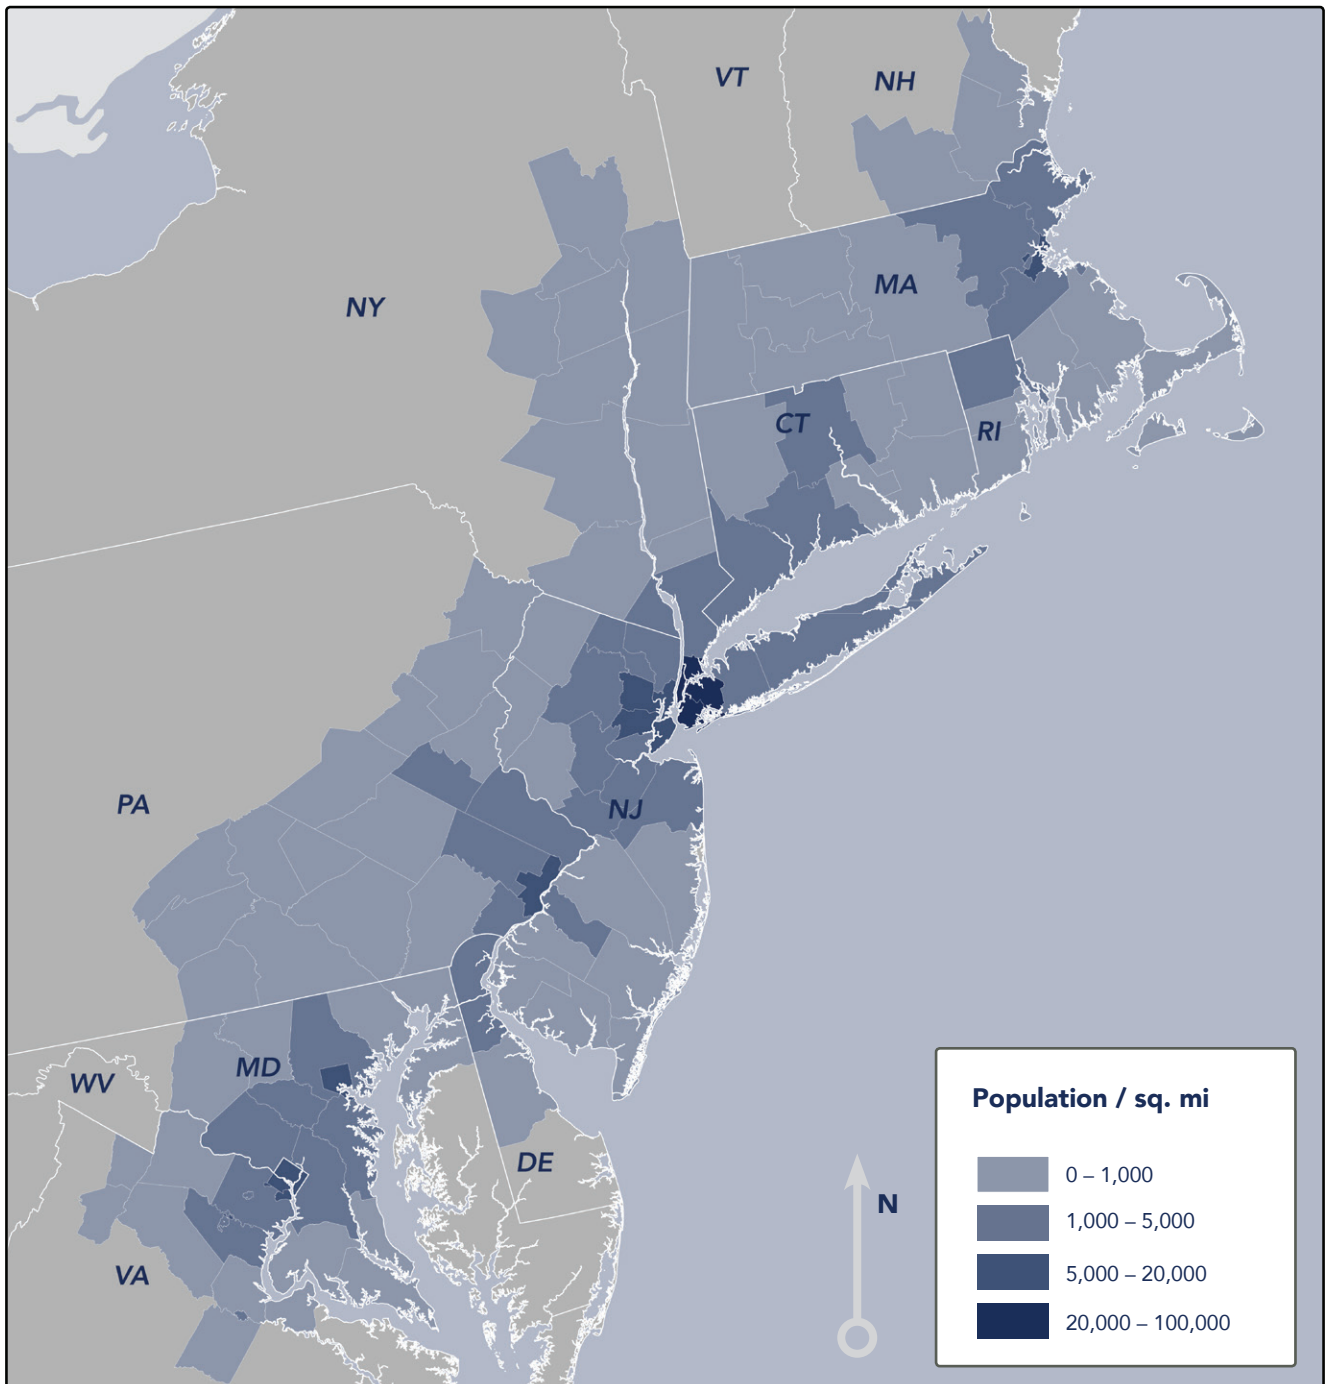 VT
NH
NY
MA
CT
RI
PA
NJ
MD
WV
DE
VA
N
Population / sq. mi
0 – 1,000
1,000 – 5,000
5,000 – 20,000
20,000 – 100,000